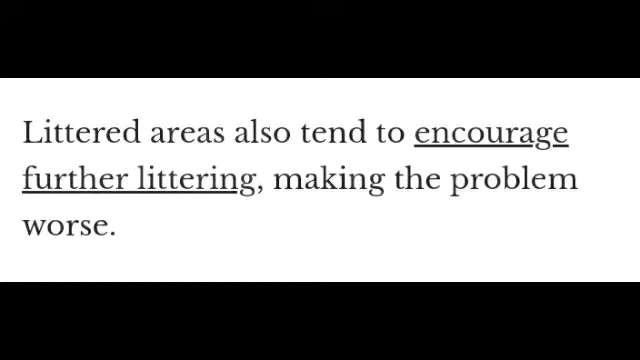 Littered areas also tend to encourage
further littering, making the problem
worse.